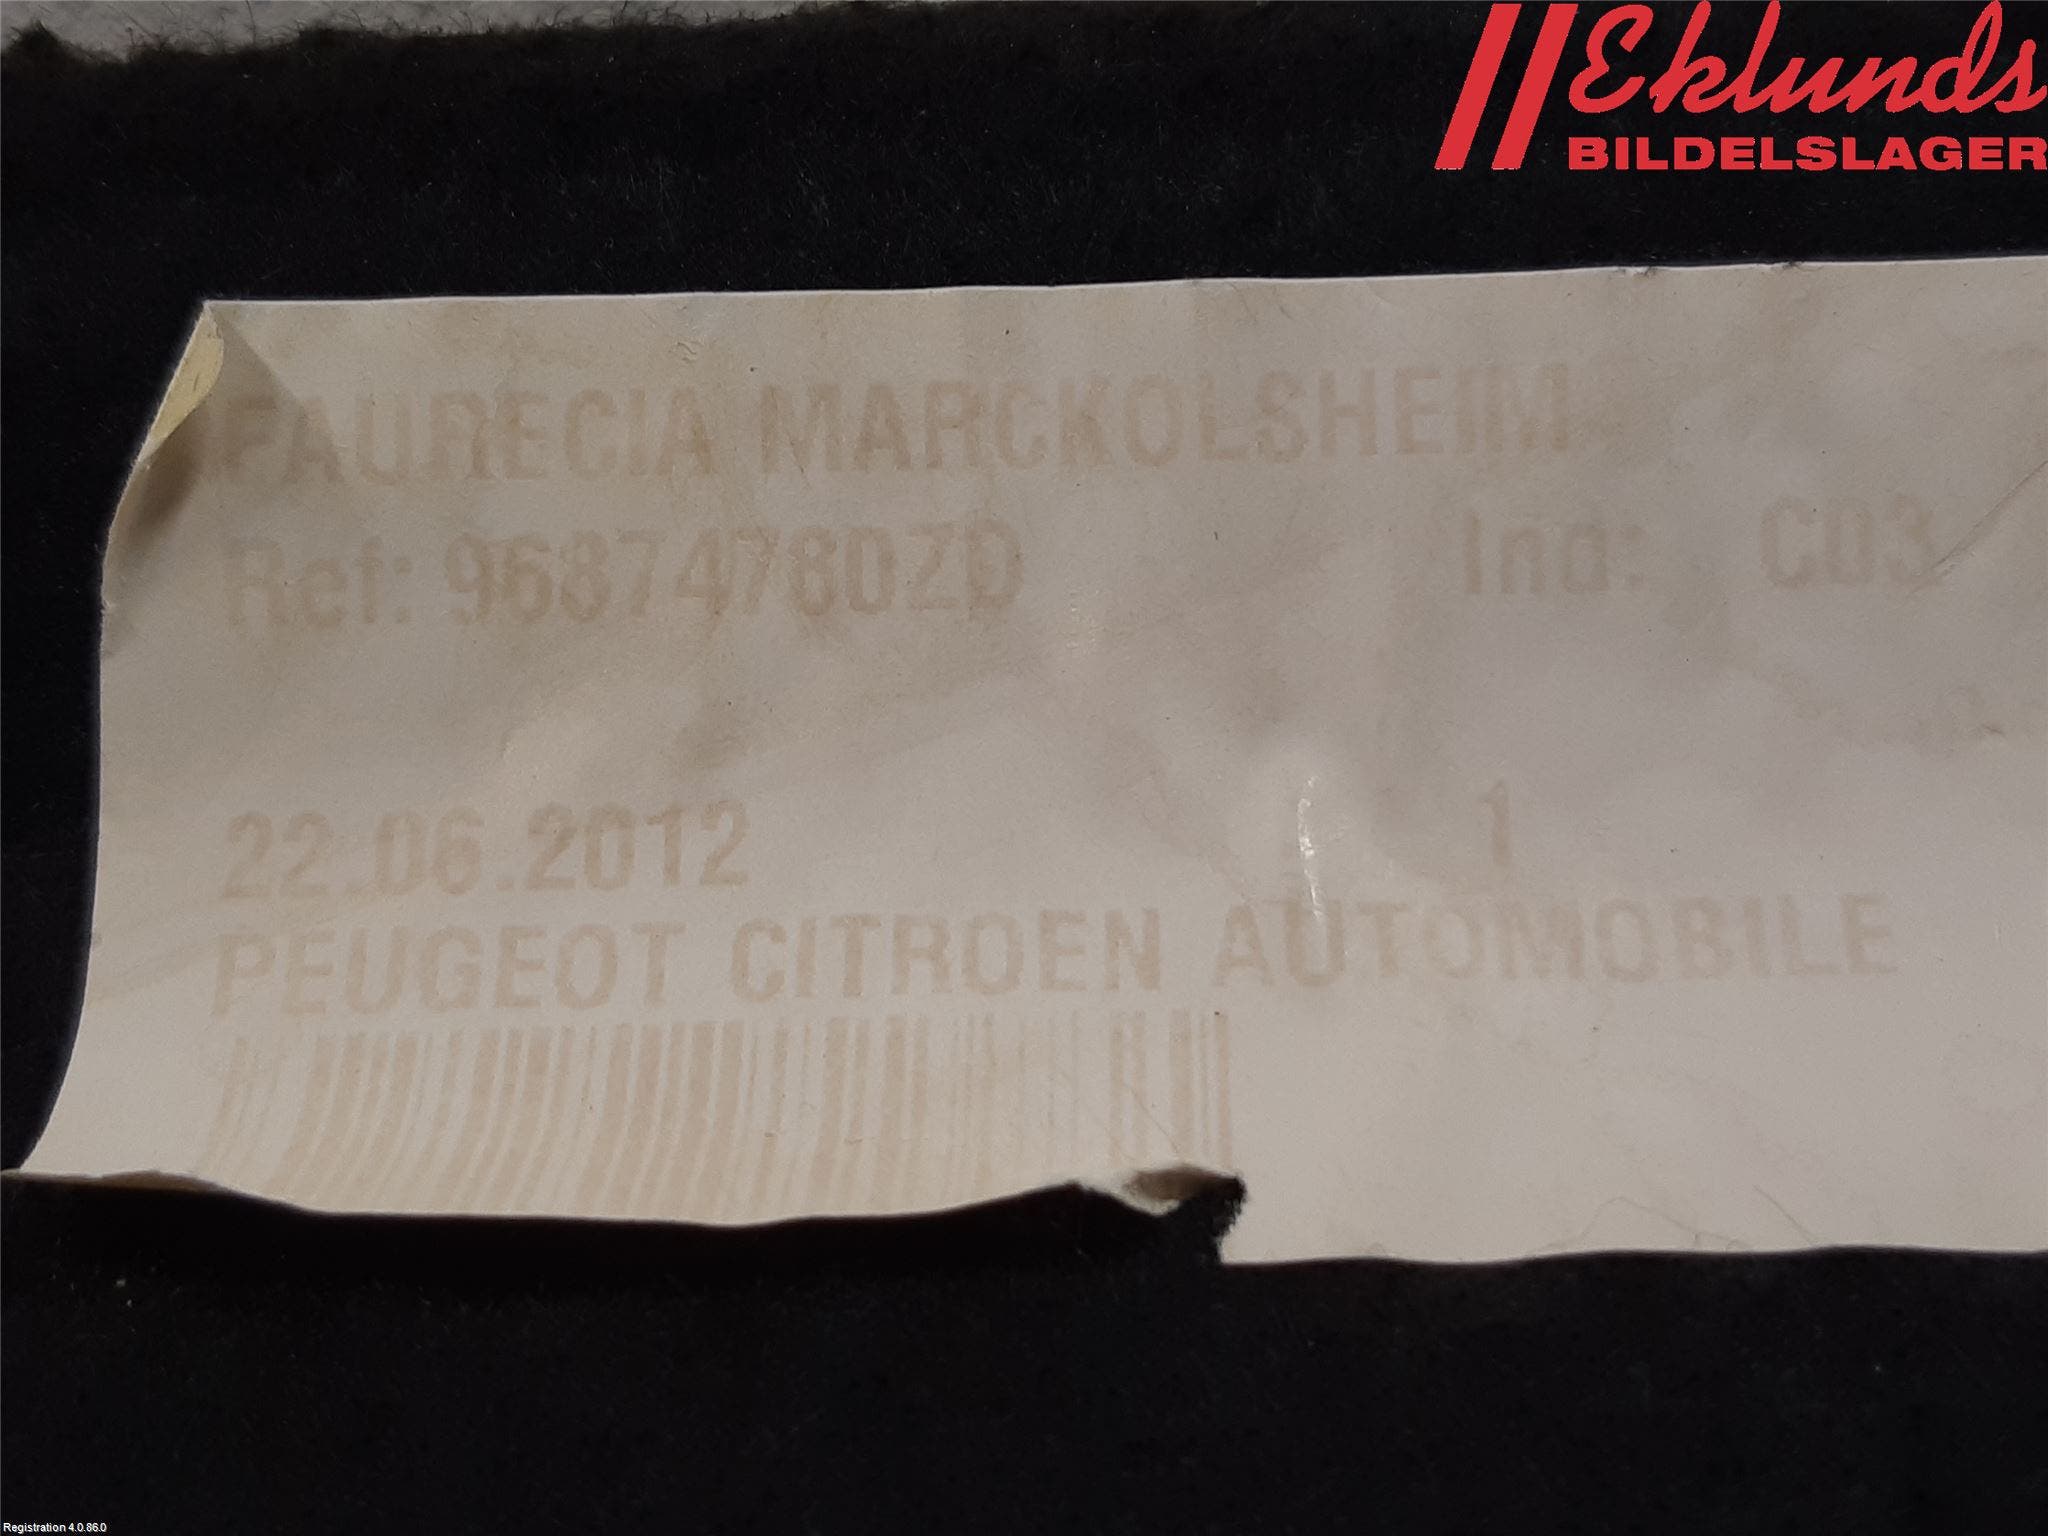 Eklunds
BILDELSLAGER
FAURECIA MARCKOLSHEIM
Ref: 96874780ZD Ind: C03
22.06.2012 1
PEUGEOT CITROEN AUTOMOBILE
Registration 4.0.86.0